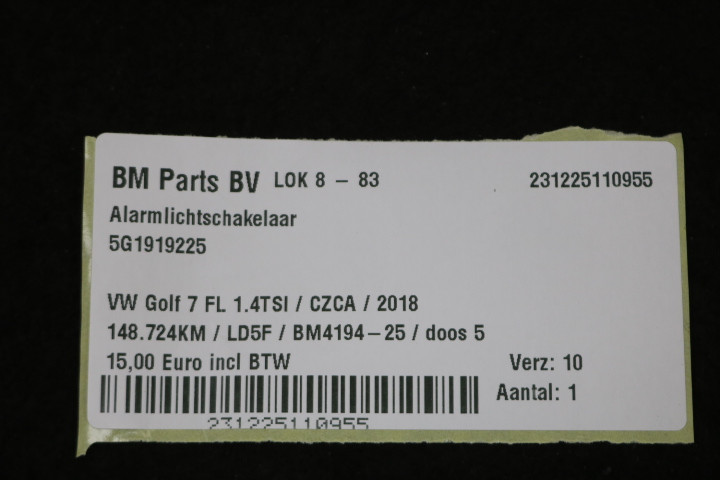 BM Parts BV LOK 8 - 83 231225110955
Alarmlichtschakelaar
5G1919225
VW Golf 7 FL 1.4TSI / CZCA / 2018
148.724KM / LD5F / BM4194-25 / doos 5
15,00 Euro incl BTW Verz: 10
Aantal: 1
231225110955